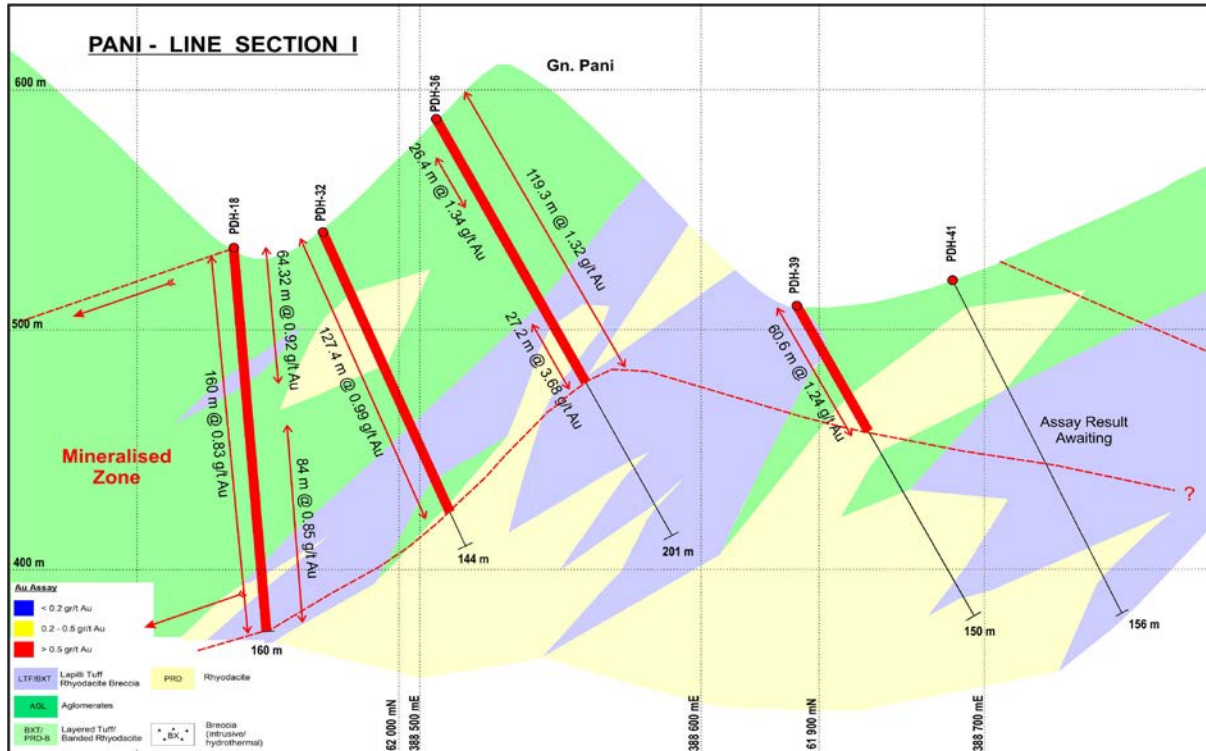 PANI - LINE SECTION I
Gn. Pani
600 m
500 m
400 m
PDH-18
PDH-32
PDH-36
PDH-39
PDH-41
160 m @ 0.83 g/t Au
64.32 m @ 0.92 g/t Au
84 m @ 0.85 g/t Au
127.4 m @ 0.99 g/t Au
26.4 m @ 1.34 g/t Au
27.2 m @ 3.68 g/t Au
119.3 m @ 1.32 g/t Au
60.6 m @ 1.24 g/t Au
Assay Result
Awaiting
Mineralised
Zone
?
160 m
144 m
201 m
150 m
156 m
62 000 mN
388 500 mE
388 600 mE
61 900 mN
388 700 mE
Au Assay
< 0.2 gr/t Au
0.2 - 0.5 gr/t Au
> 0.5 gr/t Au
LTF/BXT
Lapilli Tuff
Rhyodacite Breccia
PRD
Rhyodacite
AGL
Aglomerates
BXT/
PRD-B
Layered Tuff/
Banded Rhyodacite
BX
Breccia
(intrusive/
hydrothermal)